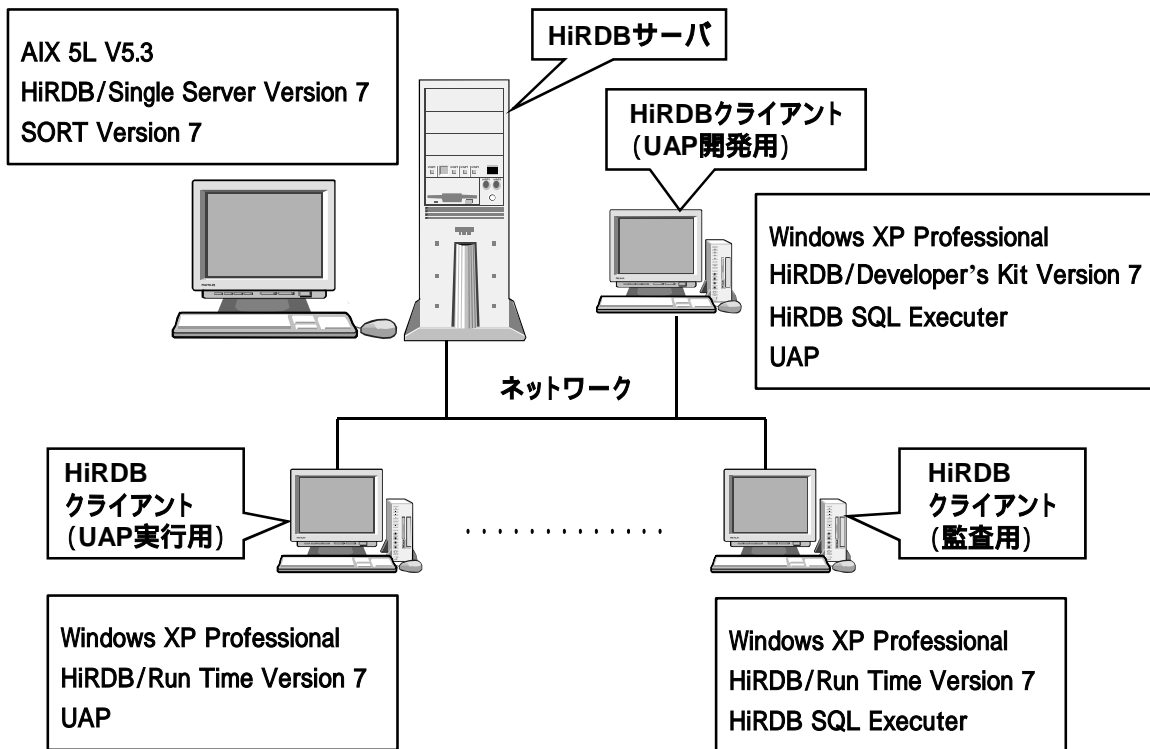 AIX 5L V5.3
HiRDB/Single Server Version 7
SORT Version 7
HiRDBサーバ
HiRDBクライアント
(UAP開発用)
Windows XP Professional
HiRDB/Developer's Kit Version 7
HiRDB SQL Executer
UAP
ネットワーク
HiRDB
クライアント
(UAP実行用)
HiRDB
クライアント
(監査用)
Windows XP Professional
HiRDB/Run Time Version 7
UAP
Windows XP Professional
HiRDB/Run Time Version 7
HiRDB SQL Executer